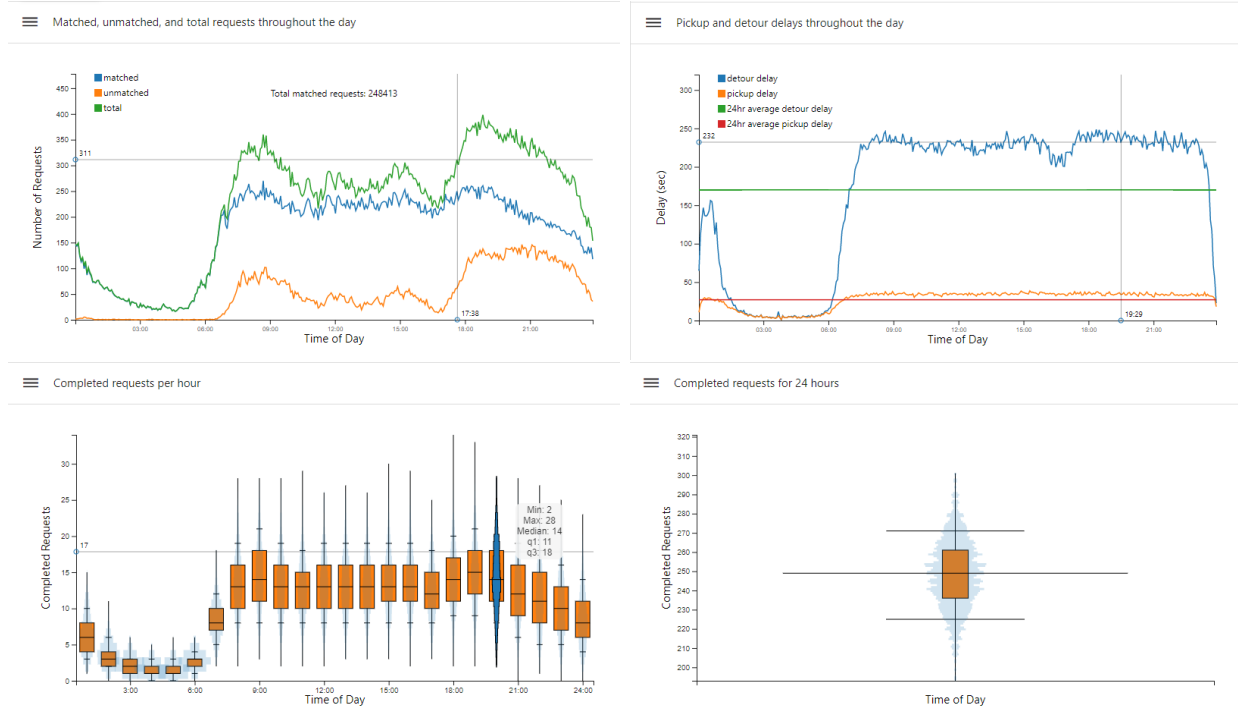 Matched, unmatched, and total requests throughout the day
matched
unmatched
total
Total matched requests: 248413
Number of Requests
450
400
350
311
300
250
200
150
100
50
0
17:38
03:00 06:00 09:00 12:00 15:00 18:00 21:00
Time of Day
Pickup and detour delays throughout the day
detour delay
pickup delay
24hr average detour delay
24hr average pickup delay
Delay (sec)
300
250
232
200
150
100
50
0
19:29
03:00 06:00 09:00 12:00 15:00 18:00 21:00
Time of Day
Completed requests per hour
Completed Requests
30
25
20
17
15
10
5
0
Min: 2
Max: 28
Median: 14
q1: 11
q3: 18
3:00 6:00 9:00 12:00 15:00 18:00 21:00 24:00
Time of Day
Completed requests for 24 hours
Completed Requests
320
310
300
290
280
270
260
250
240
230
220
210
200
Time of Day